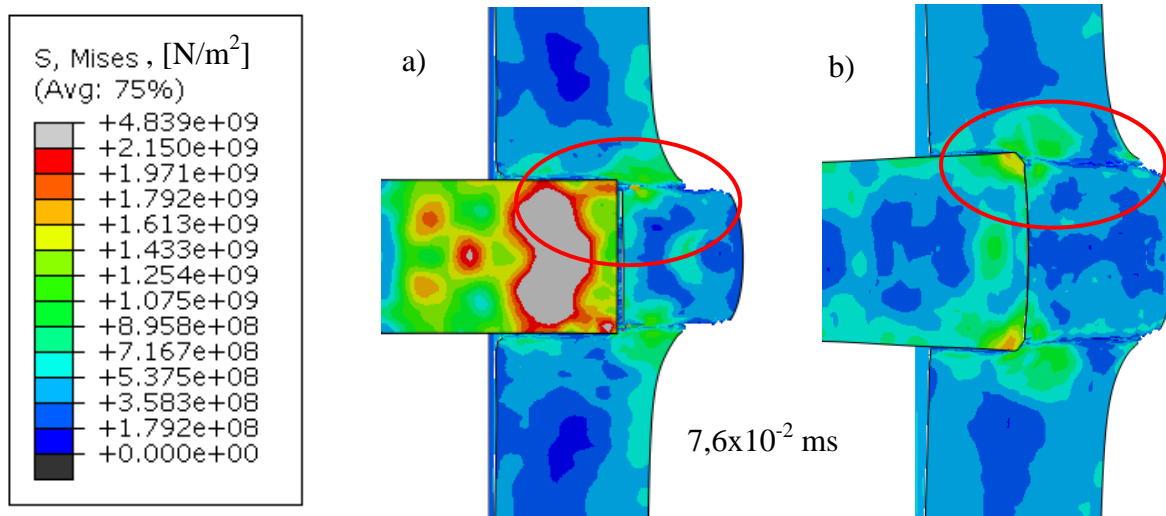 S, Mises , [N/m²]
(Avg: 75%)
+4.839e+09
+2.150e+09
+1.971e+09
+1.792e+09
+1.613e+09
+1.433e+09
+1.254e+09
+1.075e+09
+8.958e+08
+7.167e+08
+5.375e+08
+3.583e+08
+1.792e+08
+0.000e+00
a)
b)
7,6x10⁻² ms